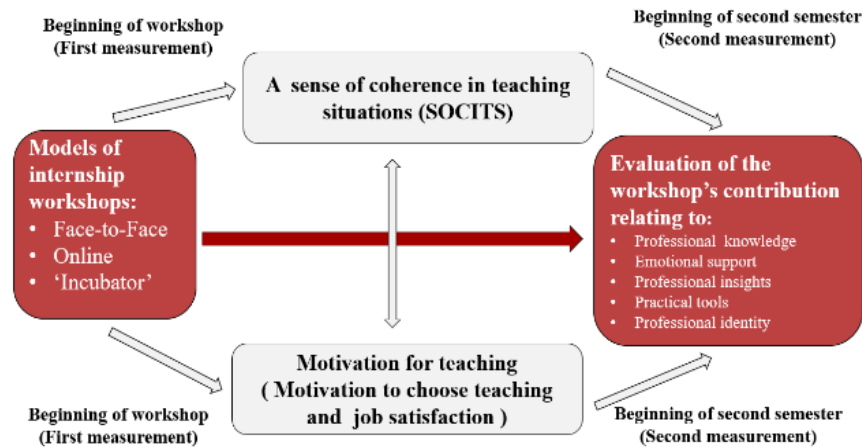 Beginning of workshop
(First measurement)
Beginning of second semester
(Second measurement)
A sense of coherence in teaching
situations (SOCITS)
Models of
internship
workshops:
• Face-to-Face
• Online
• ‘Incubator’
Evaluation of the
workshop’s contribution
relating to:
• Professional knowledge
• Emotional support
• Professional insights
• Practical tools
• Professional identity
Motivation for teaching
( Motivation to choose teaching
and job satisfaction )
Beginning of workshop
(First measurement)
Beginning of second semester
(Second measurement)